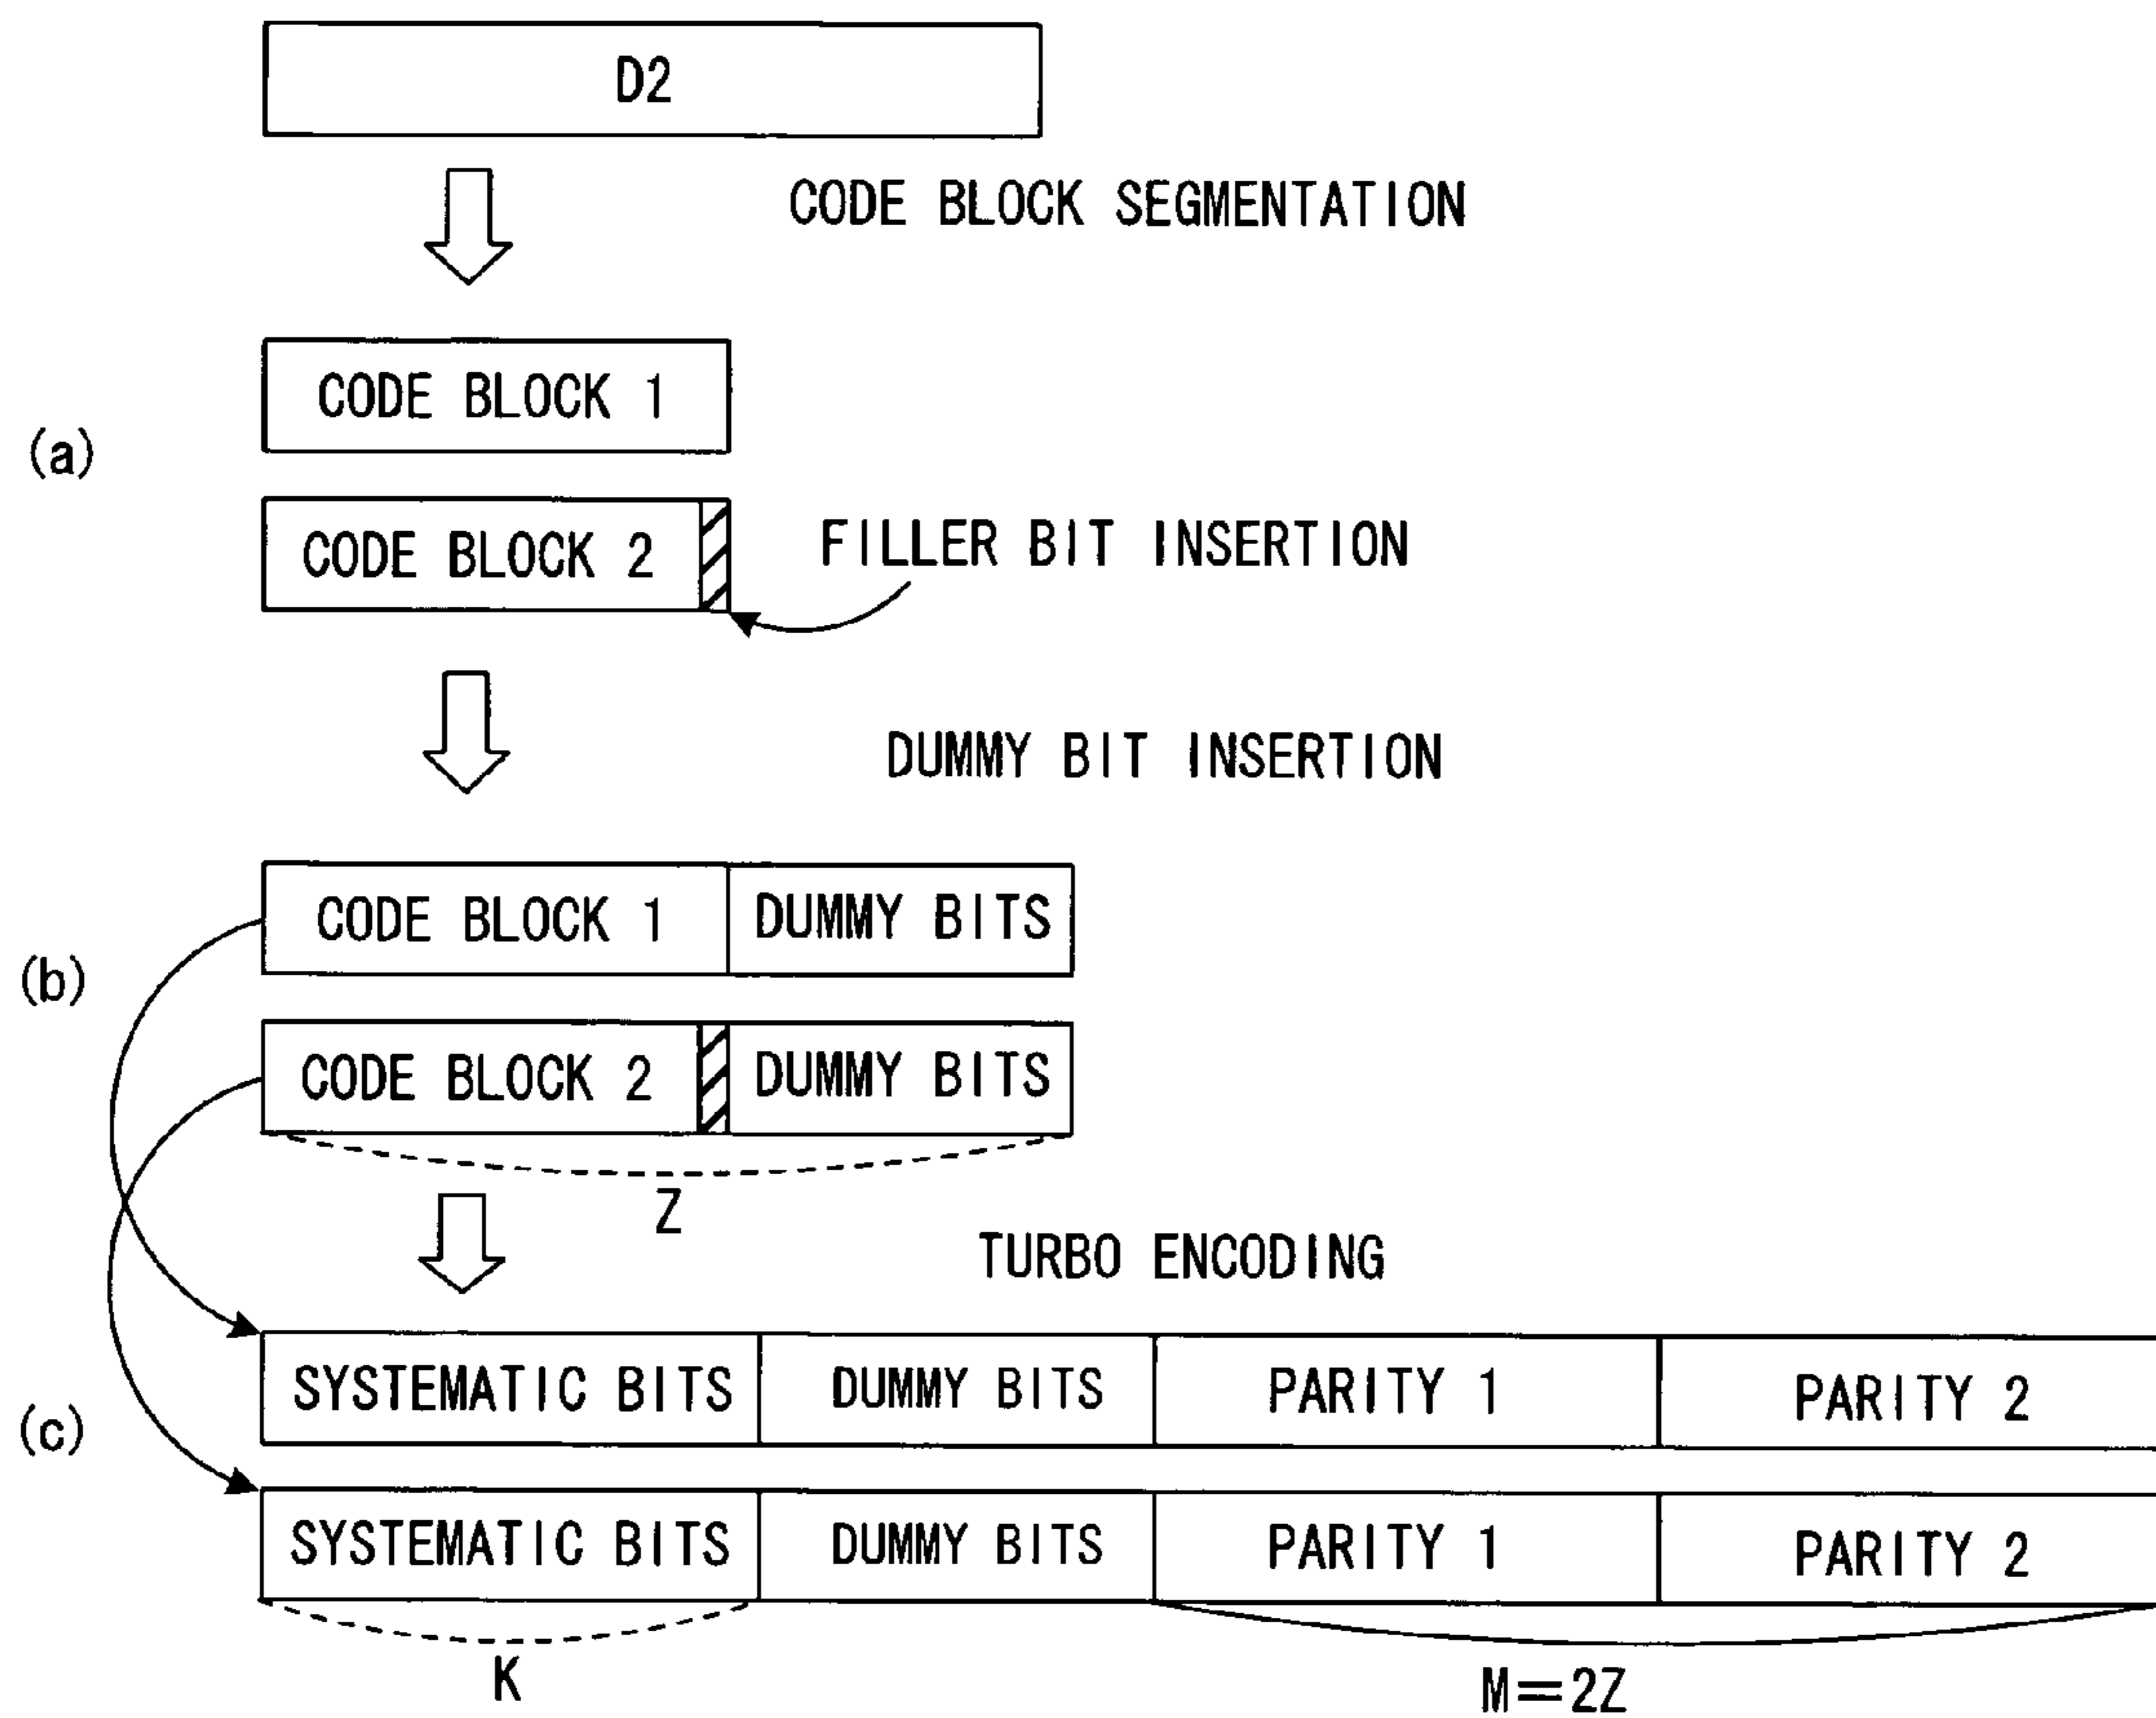 D2
CODE BLOCK SEGMENTATION
CODE BLOCK 1
(a)
CODE BLOCK 2
FILLER BIT INSERTION
DUMMY BIT INSERTION
CODE BLOCK 1 DUMMY BITS
(b)
CODE BLOCK 2 DUMMY BITS
Z
TURBO ENCODING
SYSTEMATIC BITS DUMMY BITS PARITY 1 PARITY 2
(c)
SYSTEMATIC BITS DUMMY BITS PARITY 1 PARITY 2
K
M=2Z